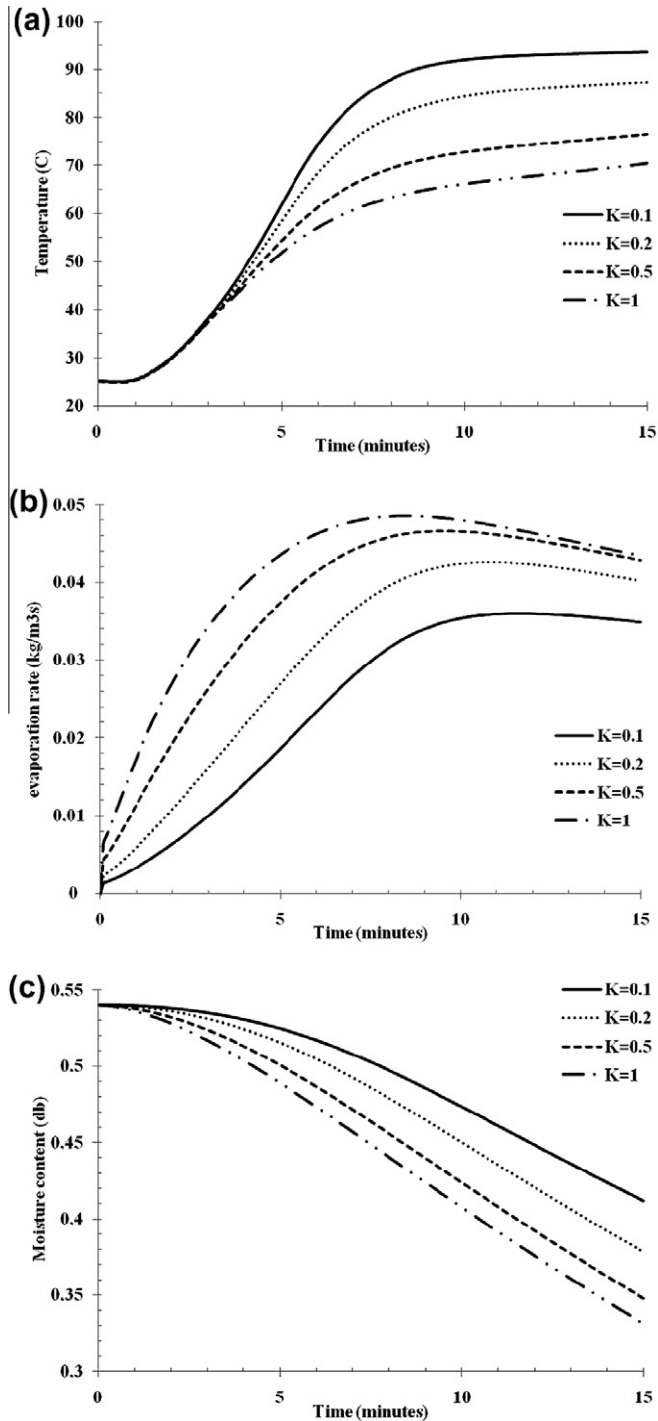 (a)
100
90
80
70
60
50
40
30
20
Temperature (C)
0
5
10
15
Time (minutes)
K=0.1
K=0.2
K=0.5
K=1
(b)
0.05
0.04
0.03
0.02
0.01
0
evaporation rate (kg/m3s)
0
5
10
15
Time (minutes)
K=0.1
K=0.2
K=0.5
K=1
(c)
0.55
0.5
0.45
0.4
0.35
0.3
Moisture content (db)
0
5
10
15
Time (minutes)
K=0.1
K=0.2
K=0.5
K=1